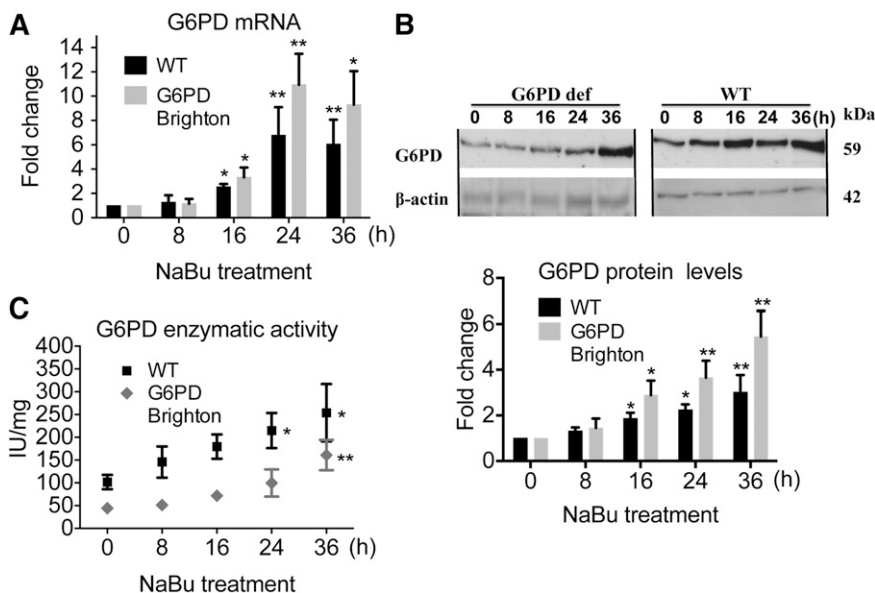 A
G6PD mRNA
Fold change
14
12
10
8
6
4
2
0
WT
G6PD
Brighton
* * ** ** ** *
0 8 16 24 36 (h)
NaBu treatment
B
G6PD def WT
0 8 16 24 36 0 8 16 24 36 (h) kDa
G6PD 59
β-actin 42
G6PD protein levels
Fold change
8
6
4
2
0
WT
G6PD
Brighton
* * * ** ** **
0 8 16 24 36 (h)
NaBu treatment
C
G6PD enzymatic activity
IU/mg
400
350
300
250
200
150
100
50
0
WT
G6PD
Brighton
* * **
0 8 16 24 36 (h)
NaBu treatment